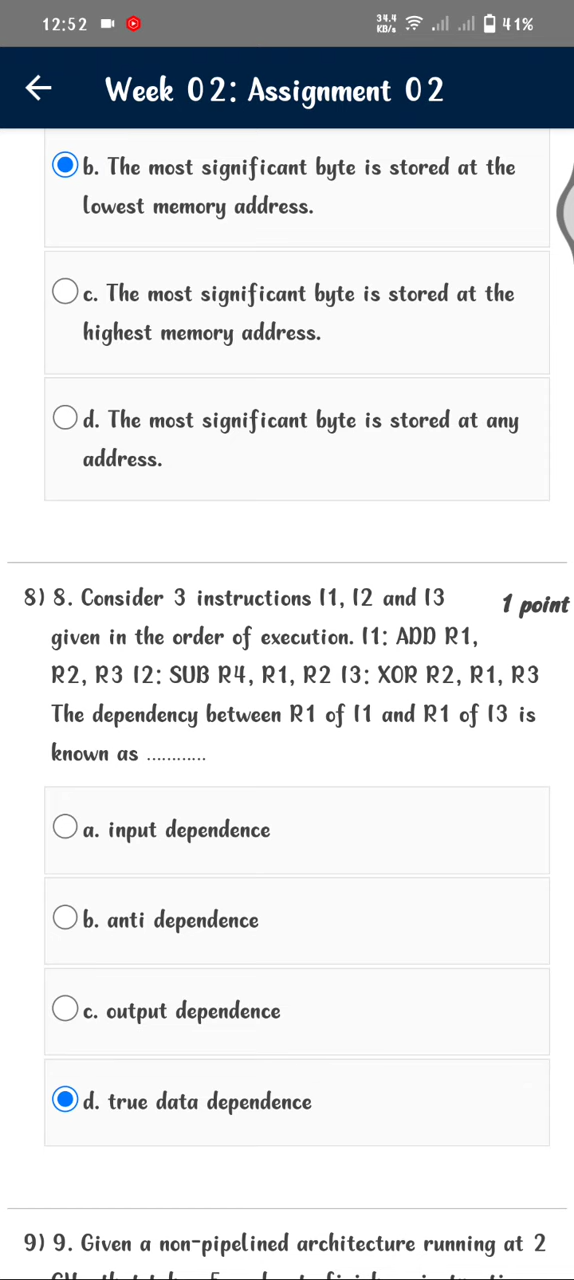 12:52 34.4 KB/s 41%
Week 02: Assignment 02
b. The most significant byte is stored at the
lowest memory address.
c. The most significant byte is stored at the
highest memory address.
d. The most significant byte is stored at any
address.
8) 8. Consider 3 instructions I1, I2 and I3 1 point
given in the order of execution. I1: ADD R1,
R2, R3 I2: SUB R4, R1, R2 I3: XOR R2, R1, R3
The dependency between R1 of I1 and R1 of I3 is
known as ............
a. input dependence
b. anti dependence
c. output dependence
d. true data dependence
9) 9. Given a non-pipelined architecture running at 2